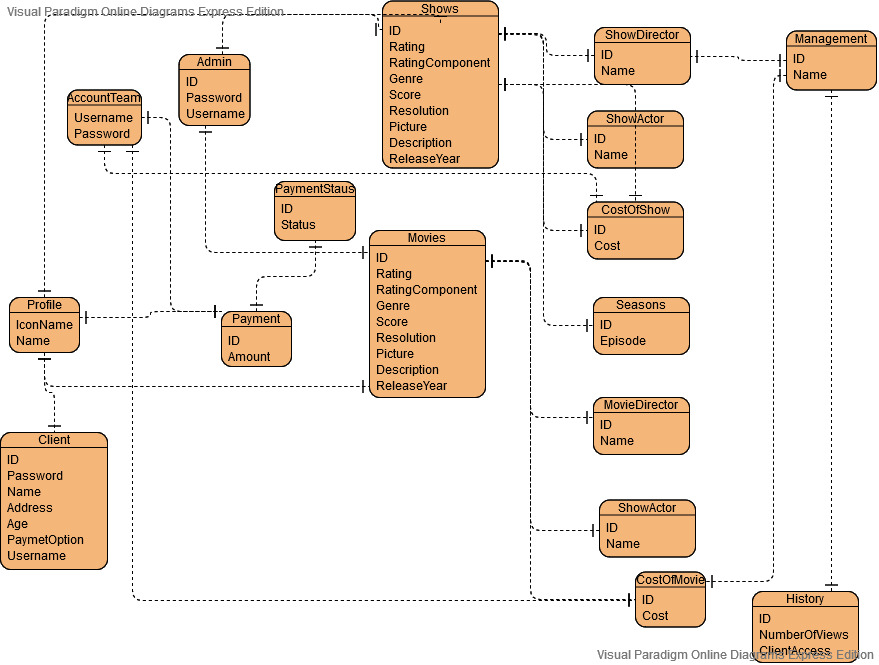 Visual Paradigm Online Diagrams Express Edition
Shows
ID
Rating
RatingComponent
Genre
Score
Resolution
Picture
Description
ReleaseYear
ShowDirector
ID
Name
Management
ID
Name
Admin
ID
Password
Username
AccountTeam
Username
Password
ShowActor
ID
Name
PaymentStaus
ID
Status
CostOfShow
ID
Cost
Movies
ID
Rating
RatingComponent
Genre
Score
Resolution
Picture
Description
ReleaseYear
Profile
IconName
Name
Payment
ID
Amount
Seasons
ID
Episode
MovieDirector
ID
Name
Client
ID
Password
Name
Address
Age
PaymetOption
Username
ShowActor
ID
Name
CostOfMovie
ID
Cost
History
ID
NumberOfViews
ClientAccess
Visual Paradigm Online Diagrams Express Edition